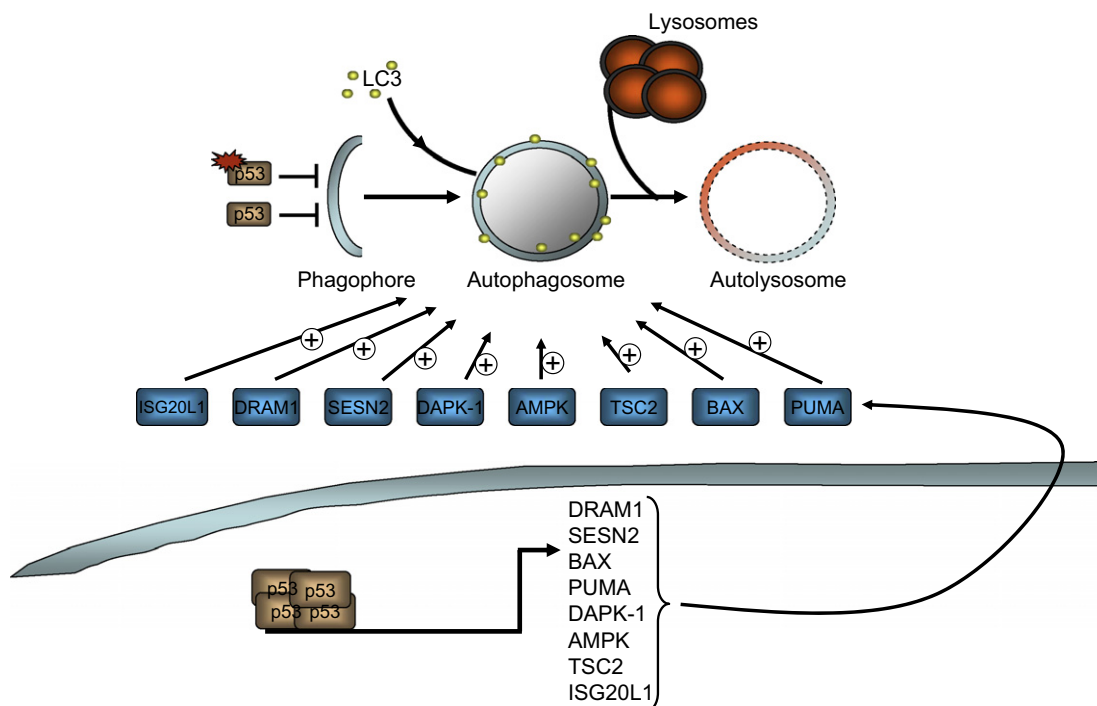 Lysosomes
LC3
p53
p53
Phagophore
Autophagosome
Autolysosome
+ + + + + + + +
ISG20L1 DRAM1 SESN2 DAPK-1 AMPK TSC2 BAX PUMA
DRAM1
SESN2
BAX
PUMA
DAPK-1
AMPK
TSC2
ISG20L1
p53 p53
p53 p53